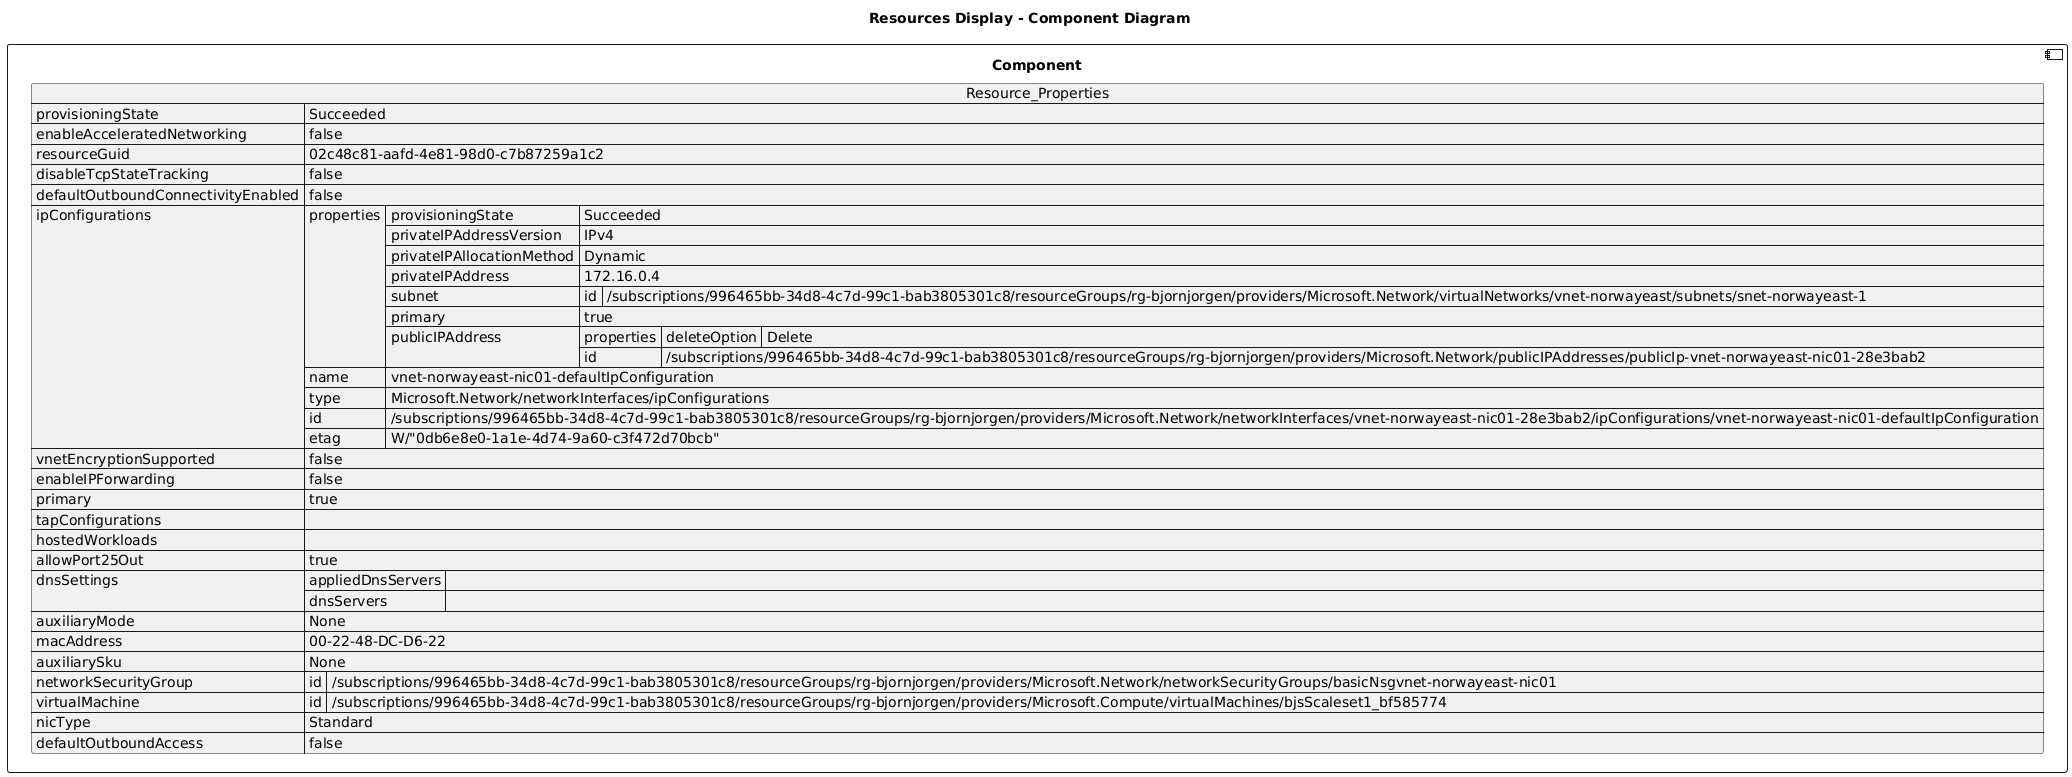 Resources Display - Component Diagram
Component
Resource_Properties
provisioningState Succeeded
enableAcceleratedNetworking false
resourceGuid 02c48c81-aafd-4e81-98d0-c7b87259a1c2
disableTcpStateTracking false
defaultOutboundConnectivityEnabled false
ipConfigurations properties provisioningState Succeeded
privateIPAddressVersion IPv4
privateIPAllocationMethod Dynamic
privateIPAddress 172.16.0.4
subnet id /subscriptions/996465bb-34d8-4c7d-99c1-bab3805301c8/resourceGroups/rg-bjornjorgen/providers/Microsoft.Network/virtualNetworks/vnet-norwayeast/subnets/snet-norwayeast-1
primary true
publicIPAddress properties deleteOption Delete
id /subscriptions/996465bb-34d8-4c7d-99c1-bab3805301c8/resourceGroups/rg-bjornjorgen/providers/Microsoft.Network/publicIPAddresses/publicIp-vnet-norwayeast-nic01-28e3bab2
name vnet-norwayeast-nic01-defaultIpConfiguration
type Microsoft.Network/networkInterfaces/ipConfigurations
id /subscriptions/996465bb-34d8-4c7d-99c1-bab3805301c8/resourceGroups/rg-bjornjorgen/providers/Microsoft.Network/networkInterfaces/vnet-norwayeast-nic01-28e3bab2/ipConfigurations/vnet-norwayeast-nic01-defaultIpConfiguration
etag W/"0db6e8e0-1a1e-4d74-9a60-c3f472d70bcb"
vnetEncryptionSupported false
enableIPForwarding false
primary true
tapConfigurations
hostedWorkloads
allowPort25Out true
dnsSettings appliedDnsServers
dnsServers
auxiliaryMode None
macAddress 00-22-48-DC-D6-22
auxiliarySku None
networkSecurityGroup id /subscriptions/996465bb-34d8-4c7d-99c1-bab3805301c8/resourceGroups/rg-bjornjorgen/providers/Microsoft.Network/networkSecurityGroups/basicNsgvnet-norwayeast-nic01
virtualMachine id /subscriptions/996465bb-34d8-4c7d-99c1-bab3805301c8/resourceGroups/rg-bjornjorgen/providers/Microsoft.Compute/virtualMachines/bjsScaleset1_bf585774
nicType Standard
defaultOutboundAccess false